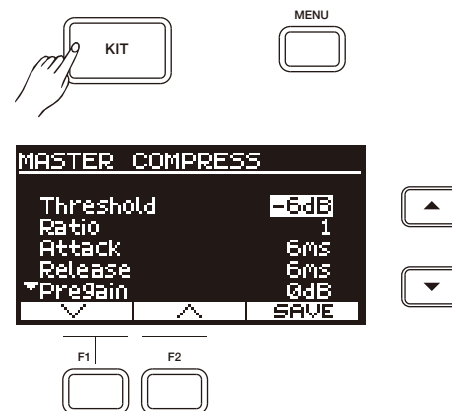 MENU
KIT
MASTER COMPRESS
Threshold -6dB
Ratio 1
Attack 6ms
Release 6ms
Pregain 0dB
SAVE
F1 F2